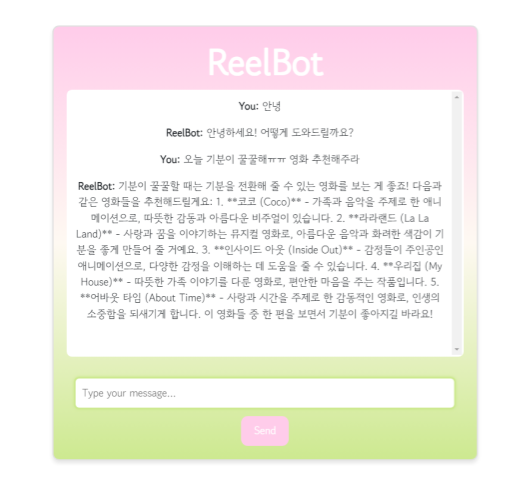 ReelBot
You: 안녕
ReelBot: 안녕하세요! 어떻게 도와드릴까요?
You: 오늘 기분이 꿀꿀해ㅠㅠ 영화 추천해주라
ReelBot: 기분이 꿀꿀할 때는 기분을 전환해 줄 수 있는 영화를 보는 게 좋죠! 다음과
같은 영화들을 추천해드릴게요: 1. **코코 (Coco)** - 가족과 음악을 주제로 한 애니
메이션으로, 따뜻한 감동과 아름다운 비주얼이 있습니다. 2. **라라랜드 (La La
Land)** - 사랑과 꿈을 이야기하는 뮤지컬 영화로, 아름다운 음악과 화려한 색감이 기
분을 좋게 만들어 줄 거예요. 3. **인사이드 아웃 (Inside Out)** - 감정들이 주인공인
애니메이션으로, 다양한 감정을 이해하는 데 도움을 줄 수 있습니다. 4. **우리집 (My
House)** - 따뜻한 가족 이야기를 다룬 영화로, 편안한 마음을 주는 작품입니다. 5.
**어바웃 타임 (About Time)** - 사랑과 시간을 주제로 한 감동적인 영화로, 인생의
소중함을 되새기게 합니다. 이 영화들 중 한 편을 보면서 기분이 좋아지길 바라요!
Type your message...
Send